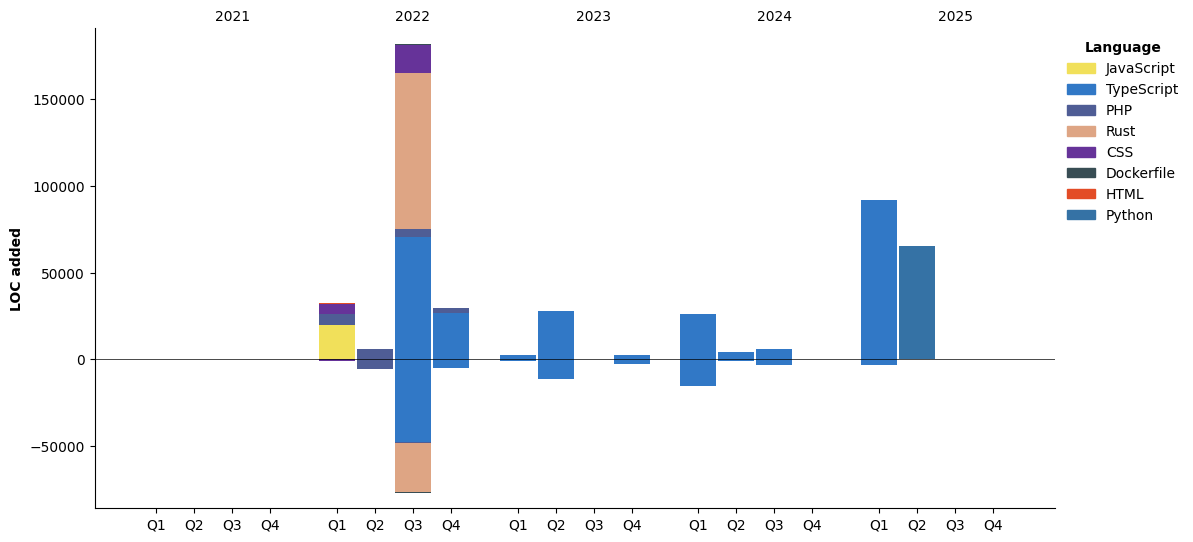 2021 2022 2023 2024 2025
Language
JavaScript
TypeScript
PHP
Rust
CSS
Dockerfile
HTML
Python
LOC added
150000
100000
50000
0
−50000
Q1 Q2 Q3 Q4 Q1 Q2 Q3 Q4 Q1 Q2 Q3 Q4 Q1 Q2 Q3 Q4 Q1 Q2 Q3 Q4